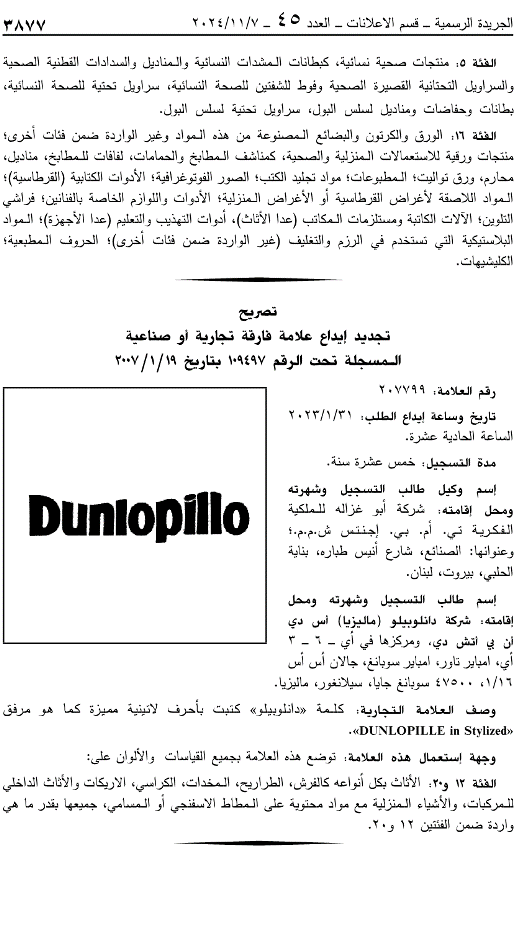 الجريدة الرسمية ــ قسم الاعلانات ــ العدد ٤٥ ــ ٢٠٢٤/١١/٧
٣٨٧٧
الفئة ٥: منتجات صحية نسائية، كبطانات المشدات النسائية والمناديل والسدادات القطنية الصحية
والسراويل التحتانية القصيرة الصحية وفوط للشفتين للصحة النسائية، سراويل تحتية للصحة النسائية،
بطانات وحفاضات ومناديل لسلس البول، سراويل تحتية لسلس البول.
الفئة ١٦: الورق والكرتون والبضائع المصنوعة من هذه المواد وغير الواردة ضمن فئات أخرى؛
منتجات ورقية للاستعمالات المنزلية والصحية، كمناشف المطابخ والحمامات، لفافات للمطابخ، مناديل،
محارم، ورق تواليت؛ المطبوعات؛ مواد تجليد الكتب؛ الصور الفوتوغرافية؛ الأدوات الكتابية (القرطاسية)؛
المواد اللاصقة لأغراض القرطاسية أو الأغراض المنزلية؛ الأدوات واللوازم الخاصة بالفنانين؛ فراشي
التلوين؛ الآلات الكاتبة ومستلزمات المكاتب (عدا الأثاث)، أدوات التهذيب والتعليم (عدا الأجهزة)؛ المواد
البلاستيكية التي تستخدم في الرزم والتغليف (غير الواردة ضمن فئات أخرى)؛ الحروف المطبعية؛
الكليشيهات.
تصريح
تجديد إيداع علامة فارقة تجارية أو صناعية
المسجلة تحت الرقم ١٠٩٤٩٧ بتاريخ ٢٠٠٧/١/١٩
رقم العلامة: ٢٠٧٧٩٩
تاريخ وساعة إيداع الطلب: ٢٠٢٣/١/٣١
الساعة الحادية عشرة.
مدة التسجيل: خمس عشرة سنة.
إسم وكيل طالب التسجيل وشهرته
ومحل إقامته: شركة أبو غزاله للملكية
الفكرية تي. أم. بي. إجنتس ش.م.م.؛
وعنوانها: الصنائع، شارع أنيس طباره، بناية
الحلبي، بيروت، لبنان.
إسم طالب التسجيل وشهرته ومحل
إقامته: شركة دانلوبيلو (ماليزيا) أس دي
أن بي أتش دي، ومركزها في أي ــ ٦ ــ ٣
أي، امباير تاور، امباير سوبانغ، جالان أس أس
١/١٦، ٤٧٥٠٠ سوبانغ جايا، سيلانغور، ماليزيا.
Dunlopillo
وصف العلامة التجارية: كلمة «دانلوبيلو» كتبت بأحرف لاتينية مميزة كما هو مرفق
«DUNLOPILLE in Stylized».
وجهة إستعمال هذه العلامة: توضع هذه العلامة بجميع القياسات والألوان على:
الفئة ١٢ و٢٠: الأثاث بكل أنواعه كالفرش، الطراريح، المخدات، الكراسي، الاريكات والأثاث الداخلي
للمركبات، والأشياء المنزلية مع مواد محتوية على المطاط الاسفنجي أو المسامي، جميعها بقدر ما هي
واردة ضمن الفئتين ١٢ و٢٠.